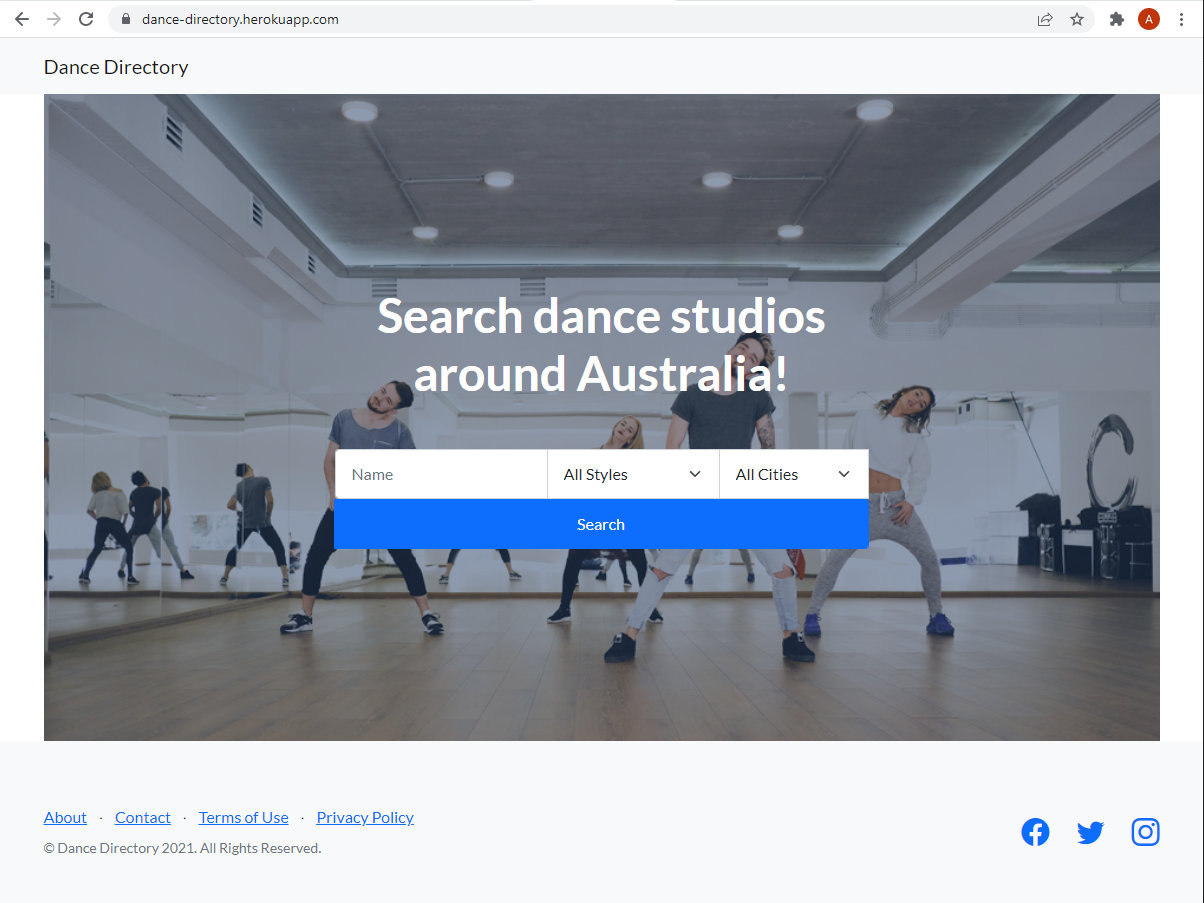 dance-directory.herokuapp.com
A
Dance Directory
Search dance studios
around Australia!
Name
All Styles
All Cities
Search
About · Contact · Terms of Use · Privacy Policy
© Dance Directory 2021. All Rights Reserved.